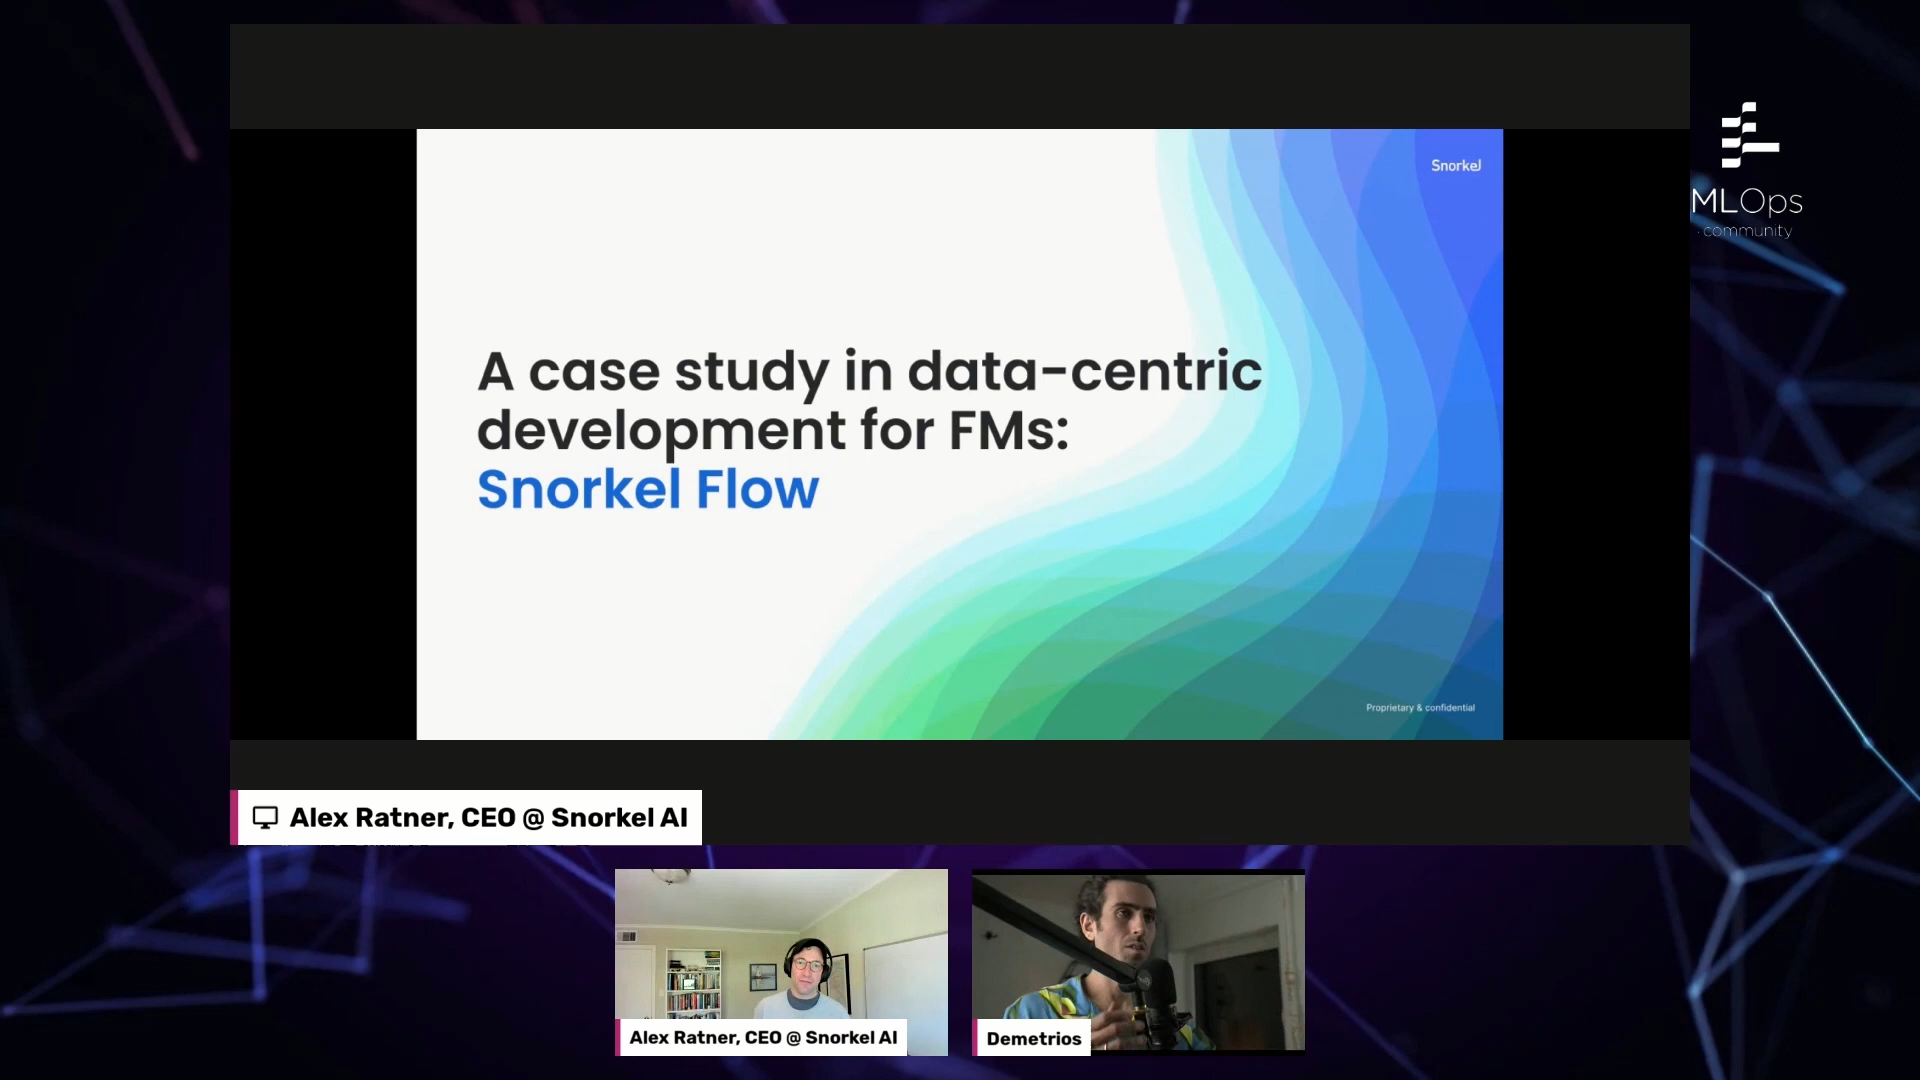 Snorkel
MLOps
community
A case study in data-centric
development for FMs:
Snorkel Flow
Proprietary & confidential
Alex Ratner, CEO @ Snorkel AI
Alex Ratner, CEO @ Snorkel AI
Demetrios